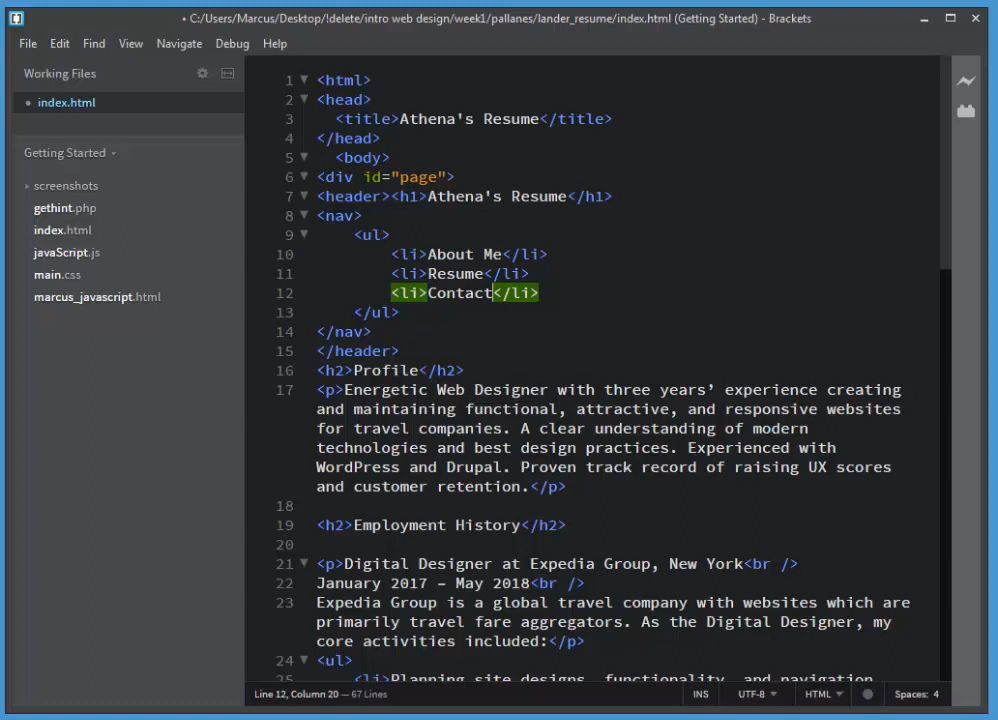 • C:/Users/Marcus/Desktop/!delete/intro web design/week1/pallanes/lander_resume/index.html (Getting Started) - Brackets
File Edit Find View Navigate Debug Help
Working Files
index.html
Getting Started
screenshots
gethint.php
index.html
javaScript.js
main.css
marcus_javascript.html
1 <html>
2 <head>
3 <title>Athena's Resume</title>
4 </head>
5 <body>
6 <div id="page">
7 <header><h1>Athena's Resume</h1>
8 <nav>
9 <ul>
10 <li>About Me</li>
11 <li>Resume</li>
12 <li>Contact</li>
13 </ul>
14 </nav>
15 </header>
16 <h2>Profile</h2>
17 <p>Energetic Web Designer with three years’ experience creating
and maintaining functional, attractive, and responsive websites
for travel companies. A clear understanding of modern
technologies and best design practices. Experienced with
WordPress and Drupal. Proven track record of raising UX scores
and customer retention.</p>
18
19 <h2>Employment History</h2>
20
21 <p>Digital Designer at Expedia Group, New York<br />
22 January 2017 – May 2018<br />
23 Expedia Group is a global travel company with websites which are
primarily travel fare aggregators. As the Digital Designer, my
core activities included:</p>
24 <ul>
25 <li>Planning site designs, functionality, and navigation
Line 12, Column 20 — 67 Lines
INS UTF-8 HTML Spaces: 4